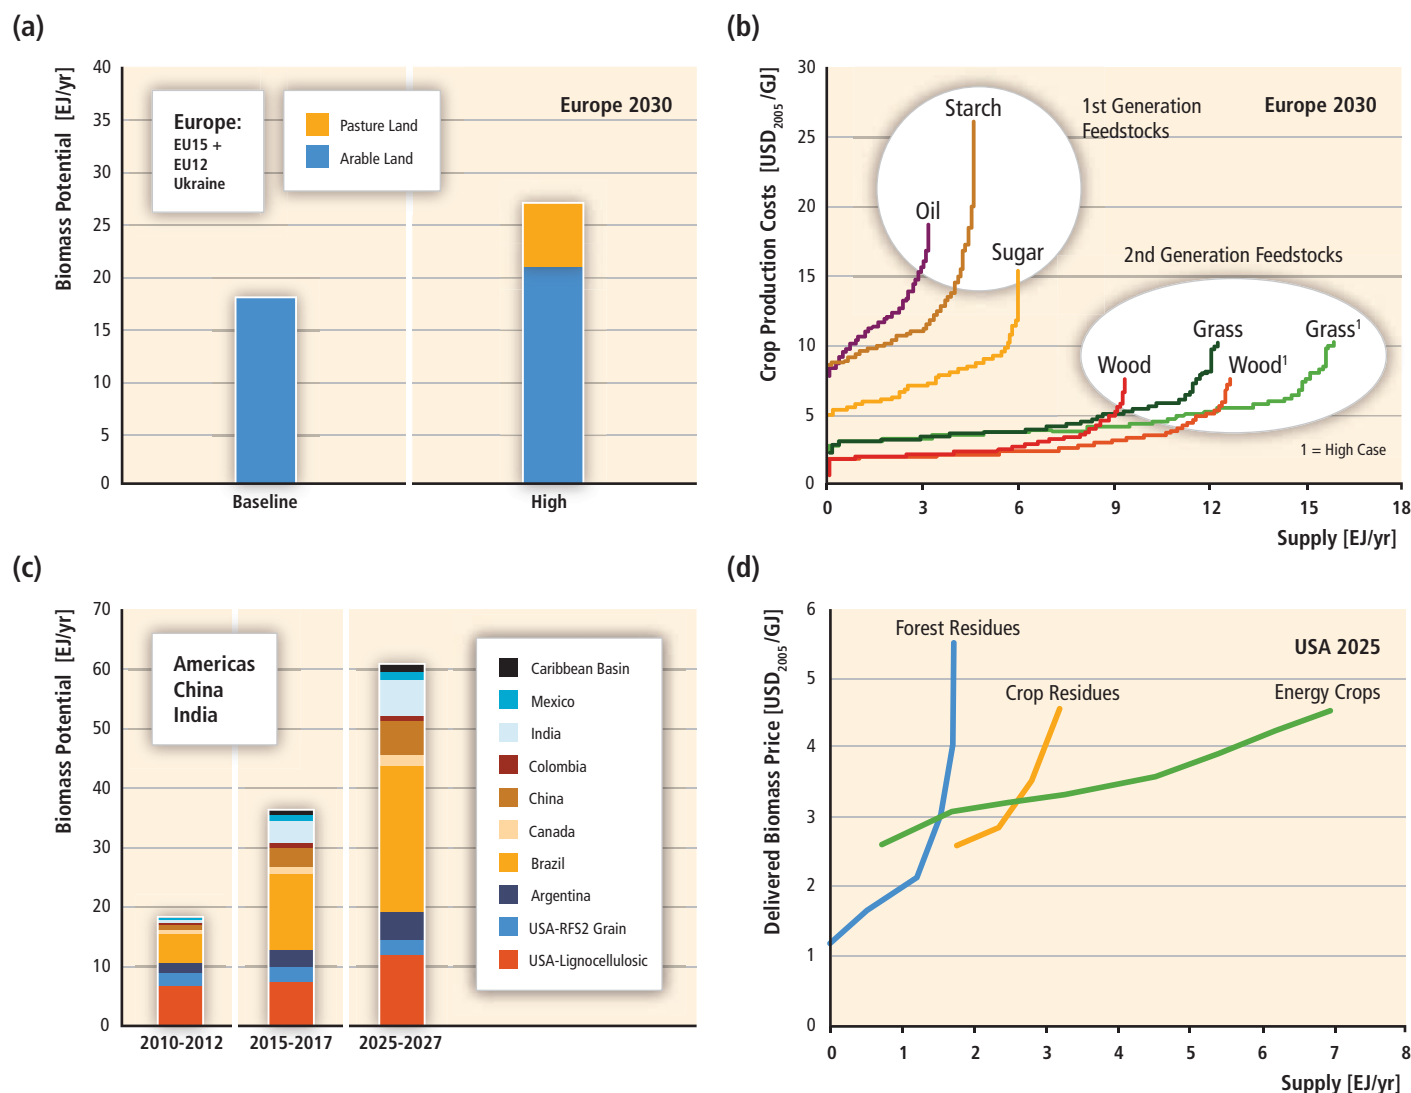 (a)
Biomass Potential [EJ/yr]
40
35
30
25
20
15
10
5
0
Europe:
EU15 +
EU12
Ukraine
Pasture Land
Arable Land
Europe 2030
Baseline
High
(b)
Crop Production Costs [USD2005/GJ]
30
25
20
15
10
5
0
Starch
Oil
Sugar
1st Generation
Feedstocks
Europe 2030
2nd Generation Feedstocks
Grass
Grass1
Wood
Wood1
1 = High Case
0
3
6
9
12
15
18
Supply [EJ/yr]
(c)
Biomass Potential [EJ/yr]
70
60
50
40
30
20
10
0
Americas
China
India
Caribbean Basin
Mexico
India
Colombia
China
Canada
Brazil
Argentina
USA-RFS2 Grain
USA-Lignocellulosic
2010-2012
2015-2017
2025-2027
(d)
Delivered Biomass Price [USD2005/GJ]
6
5
4
3
2
1
0
Forest Residues
USA 2025
Crop Residues
Energy Crops
0
1
2
3
4
5
6
7
8
Supply [EJ/yr]